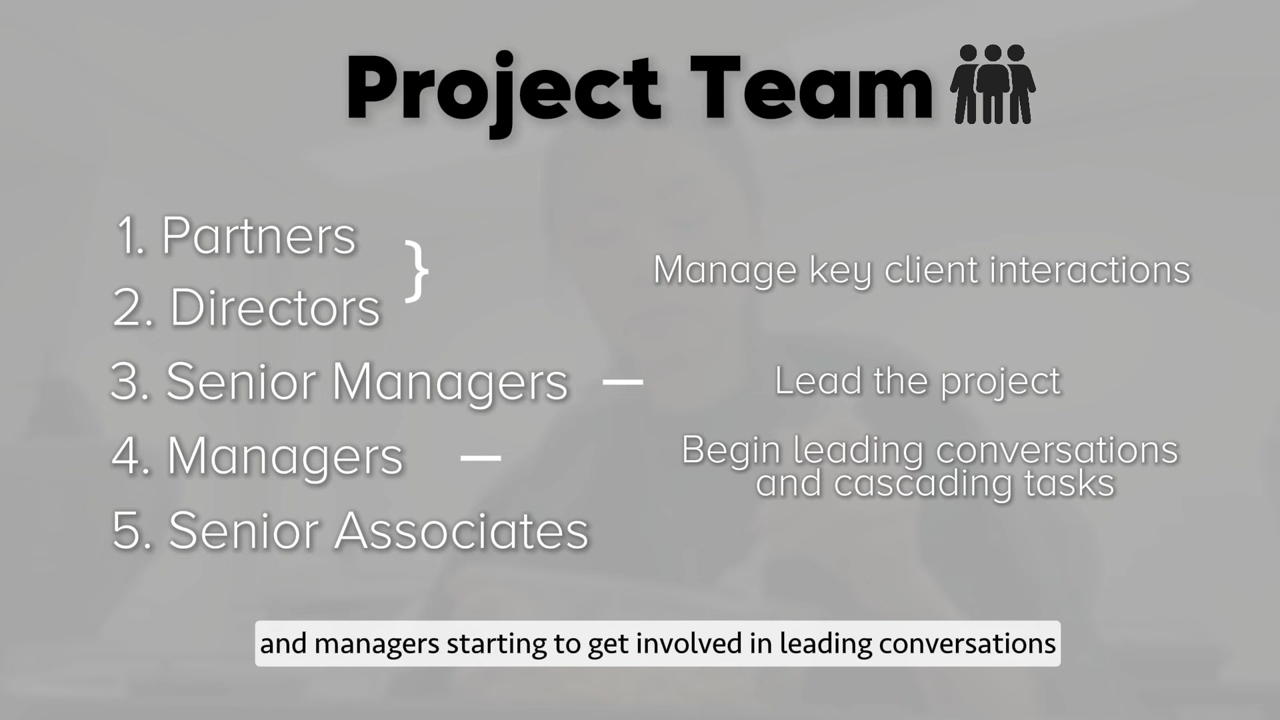 Project Team
1. Partners
2. Directors
}
Manage key client interactions
3. Senior Managers — Lead the project
4. Managers — Begin leading conversations
and cascading tasks
5. Senior Associates
and managers starting to get involved in leading conversations